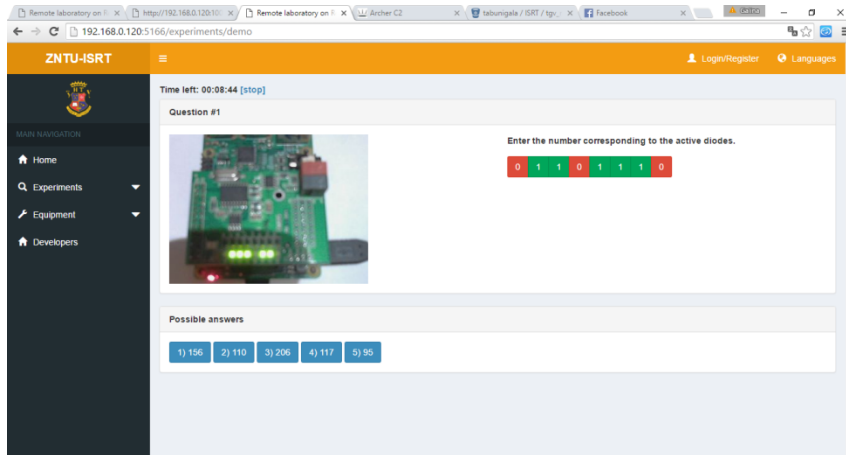 Remote laboratory on R
http://192.168.0.120:10
Remote laboratory on R
Archer C2
tabunigala / ISRT / tgv_
Facebook
192.168.0.120:5166/experiments/demo
ZNTU-ISRT
Login/Register
Languages
Time left: 00:08:44 [stop]
Question #1
MAIN NAVIGATION
Home
Experiments
Equipment
Developers
Enter the number corresponding to the active diodes.
0 1 1 0 1 1 1 0
Possible answers
1) 156 2) 110 3) 206 4) 117 5) 95